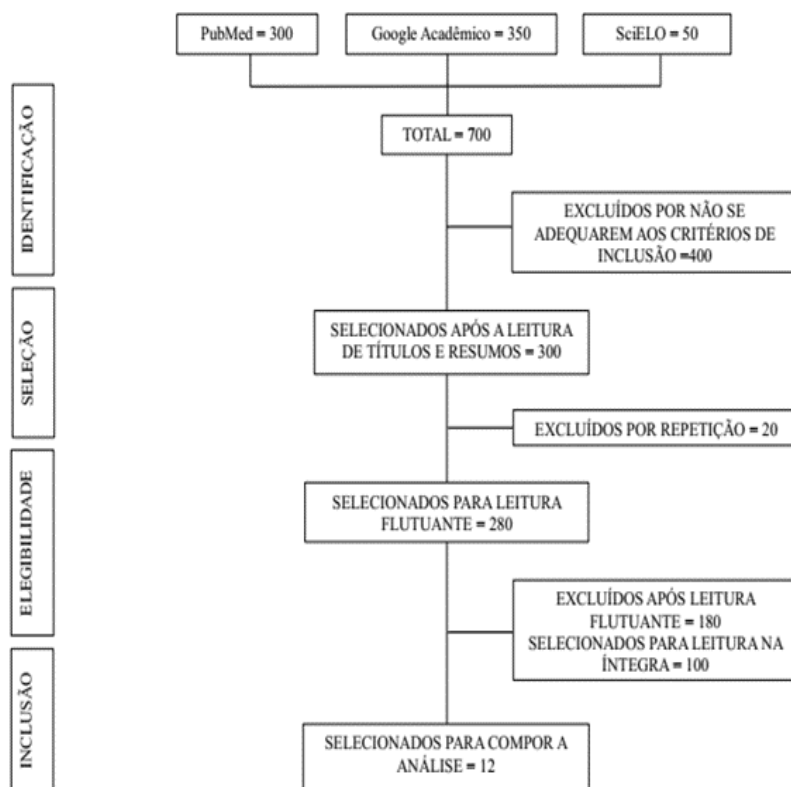 PubMed = 300
Google Acadêmico = 350
SciELO = 50
IDENTIFICAÇÃO
TOTAL = 700
EXCLUÍDOS POR NÃO SE
ADEQUAREM AOS CRITÉRIOS DE
INCLUSÃO =400
SELEÇÃO
SELECIONADOS APÓS A LEITURA
DE TÍTULOS E RESUMOS = 300
EXCLUÍDOS POR REPETIÇÃO = 20
ELEGIBILIDADE
SELECIONADOS PARA LEITURA
FLUTUANTE = 280
EXCLUÍDOS APÓS LEITURA
FLUTUANTE = 180
SELECIONADOS PARA LEITURA NA
ÍNTEGRA = 100
INCLUSÃO
SELECIONADOS PARA COMPOR A
ANÁLISE = 12